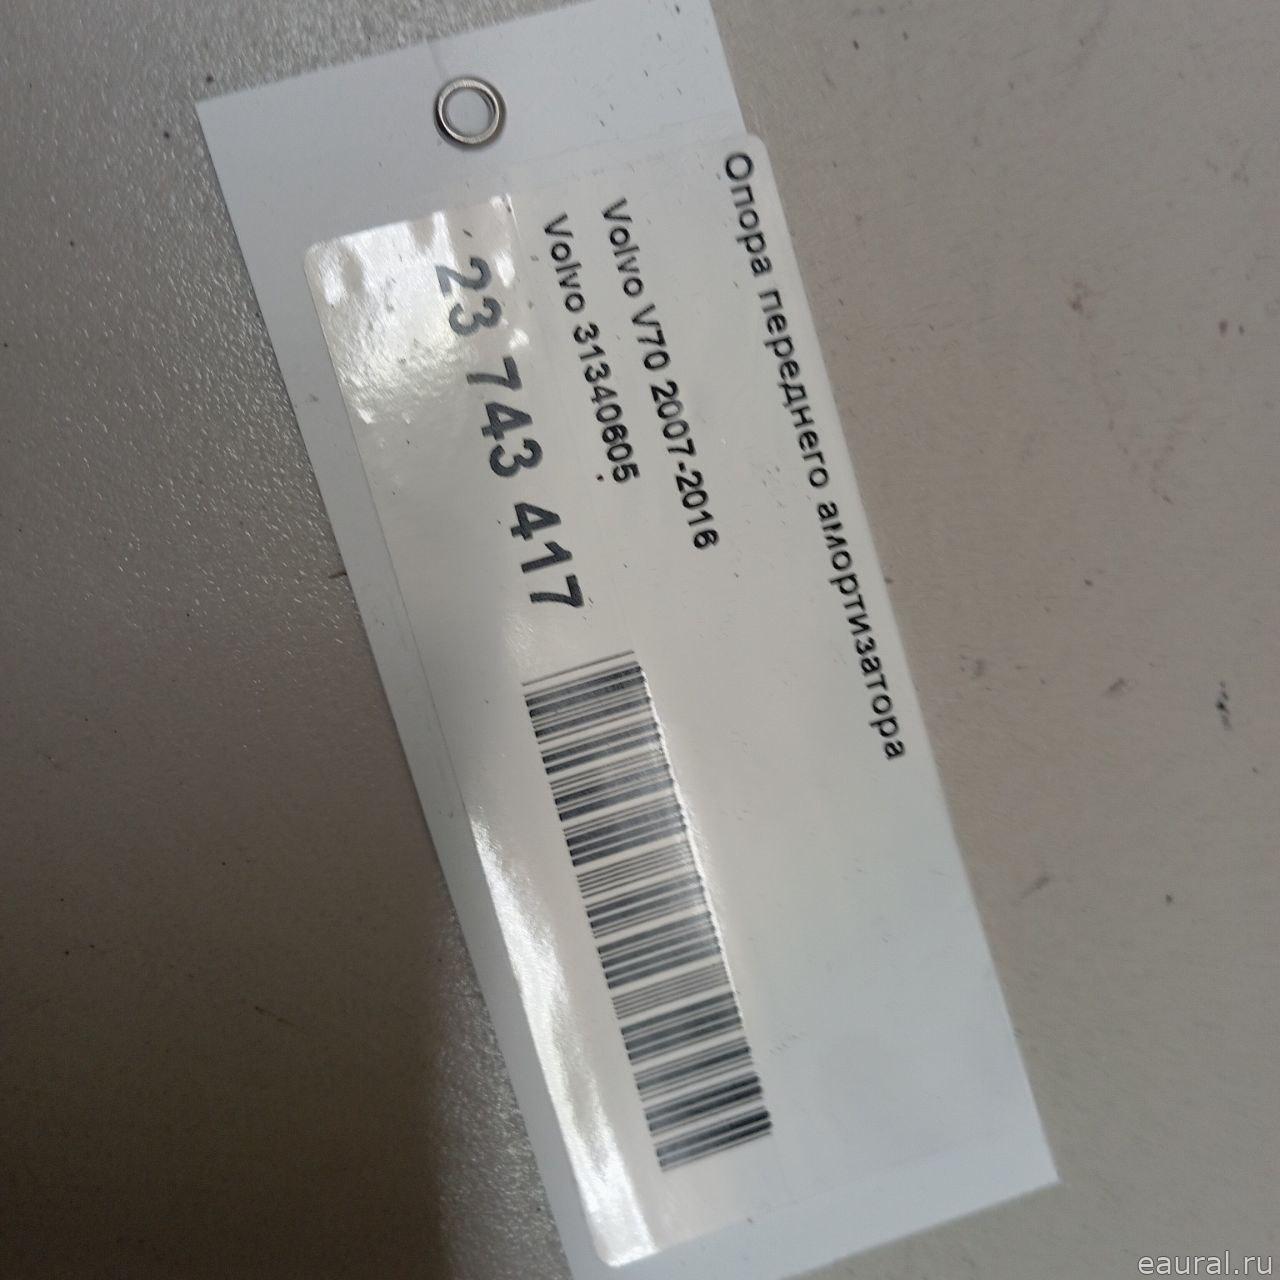 Опора переднего амортизатора
Volvo V70 2007-2016
Volvo 31340605
23 743 417
eaural.ru